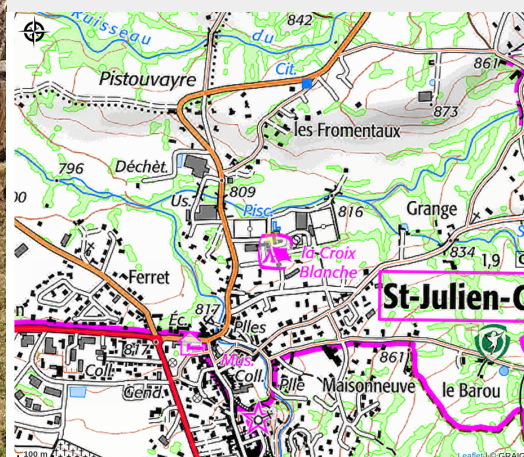 842
Ruisseau du
Cit.
861
Pistouvayre
873
les Fromentaux
796
Déchèt.
809
Us.
Pisc.
816
Grange
la Croix
Blanche
834
1,9
Ferret
St-Julien-C
817
Éc.
Plles
817
Mus.
861
Coll.
Coll.
Plle
Gend.
Maisonneuve
le Barou
100 m
Leaflet | © GRAIG